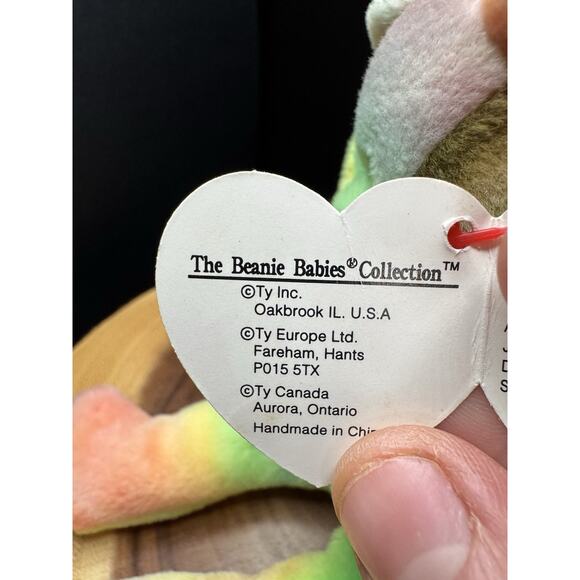 The Beanie Babies® Collection™
©Ty Inc.
Oakbrook IL. U.S.A
©Ty Europe Ltd.
Fareham, Hants
P015 5TX
©Ty Canada
Aurora, Ontario
Handmade in